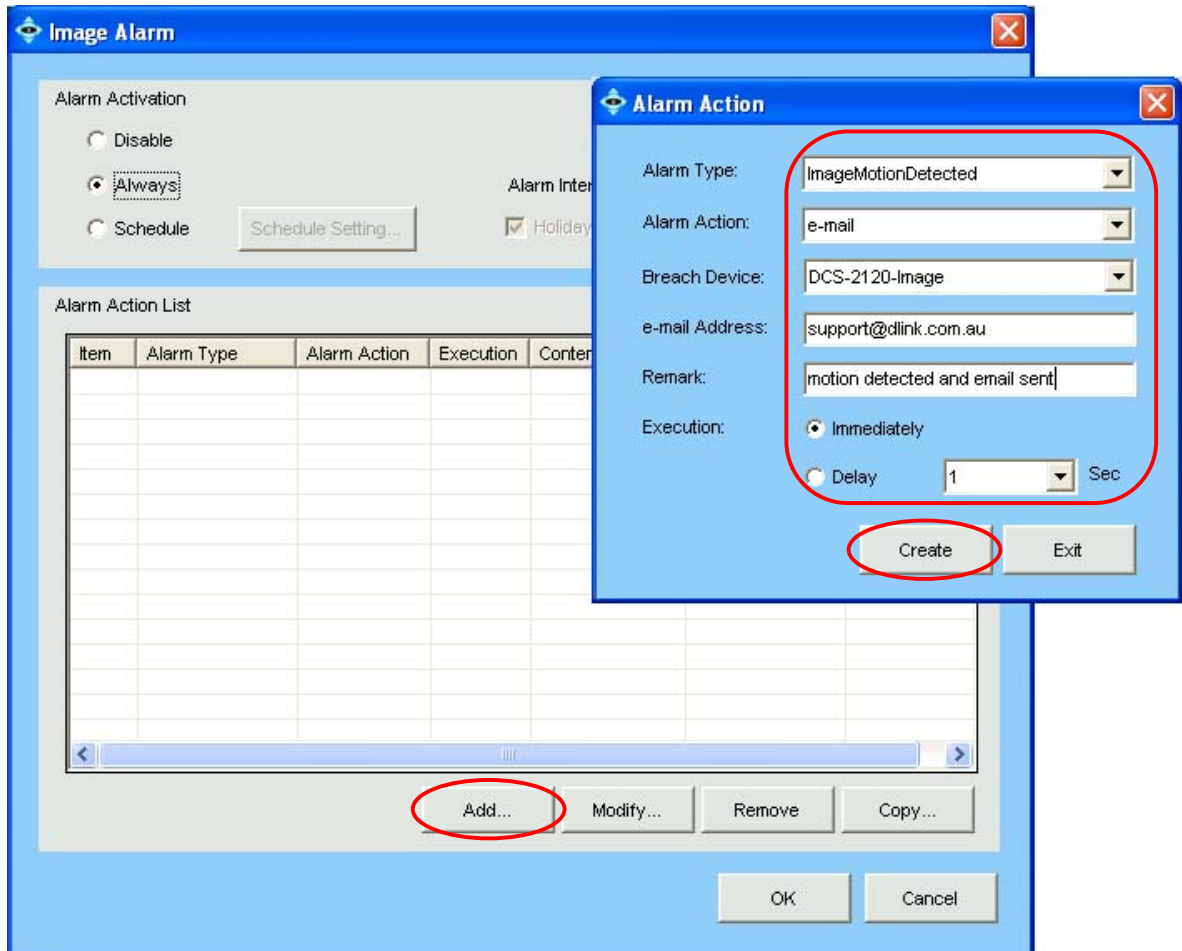 Image Alarm
Alarm Activation
Disable
Always
Alarm Inter
Schedule
Schedule Setting...
Holiday
Alarm Action List
Item Alarm Type Alarm Action Execution Conten
Add... Modify... Remove Copy...
OK Cancel
Alarm Action
Alarm Type: ImageMotionDetected
Alarm Action: e-mail
Breach Device: DCS-2120-Image
e-mail Address: support@dlink.com.au
Remark: motion detected and email sent
Execution: Immediately
Delay 1 Sec
Create Exit